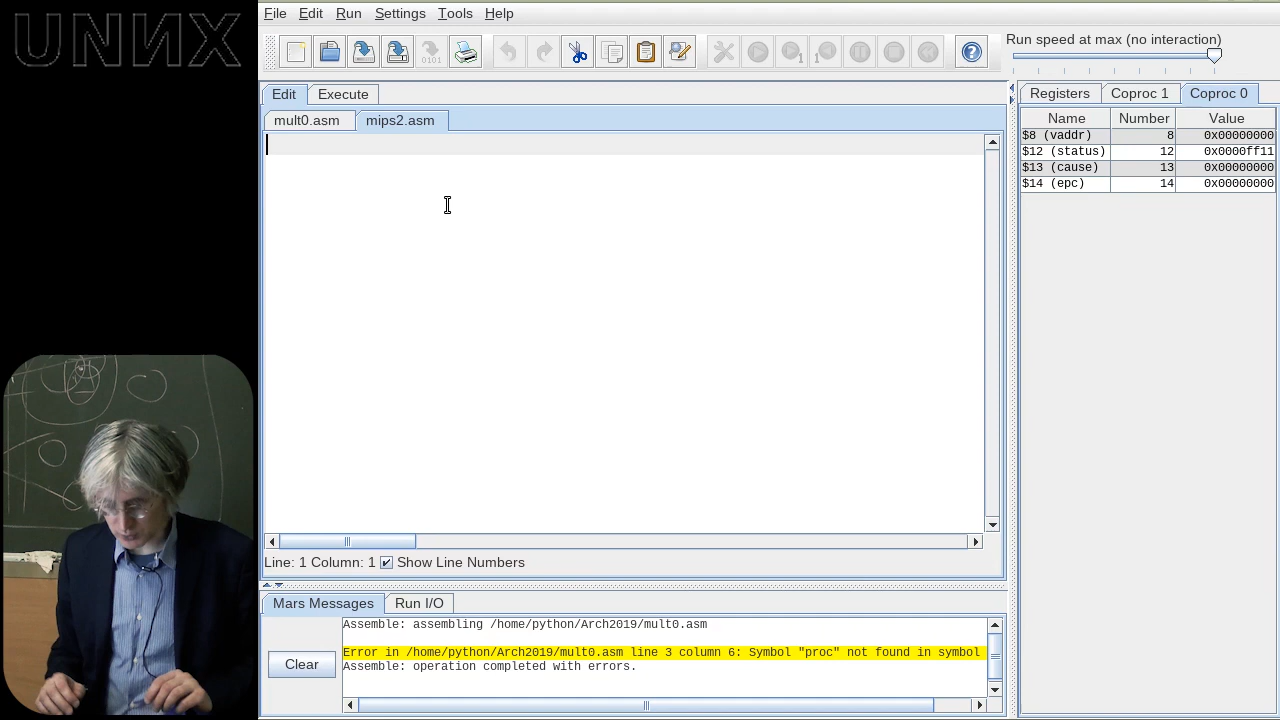 UNИX
File Edit Run Settings Tools Help
Run speed at max (no interaction)
Edit Execute
mult0.asm mips2.asm
Line: 1 Column: 1 Show Line Numbers
Registers Coproc 1 Coproc 0
Name Number Value
$8 (vaddr) 8 0x00000000
$12 (status) 12 0x0000ff11
$13 (cause) 13 0x00000000
$14 (epc) 14 0x00000000
Mars Messages Run I/O
Clear
Assemble: assembling /home/python/Arch2019/mult0.asm
Error in /home/python/Arch2019/mult0.asm line 3 column 6: Symbol "proc" not found in symbol
Assemble: operation completed with errors.